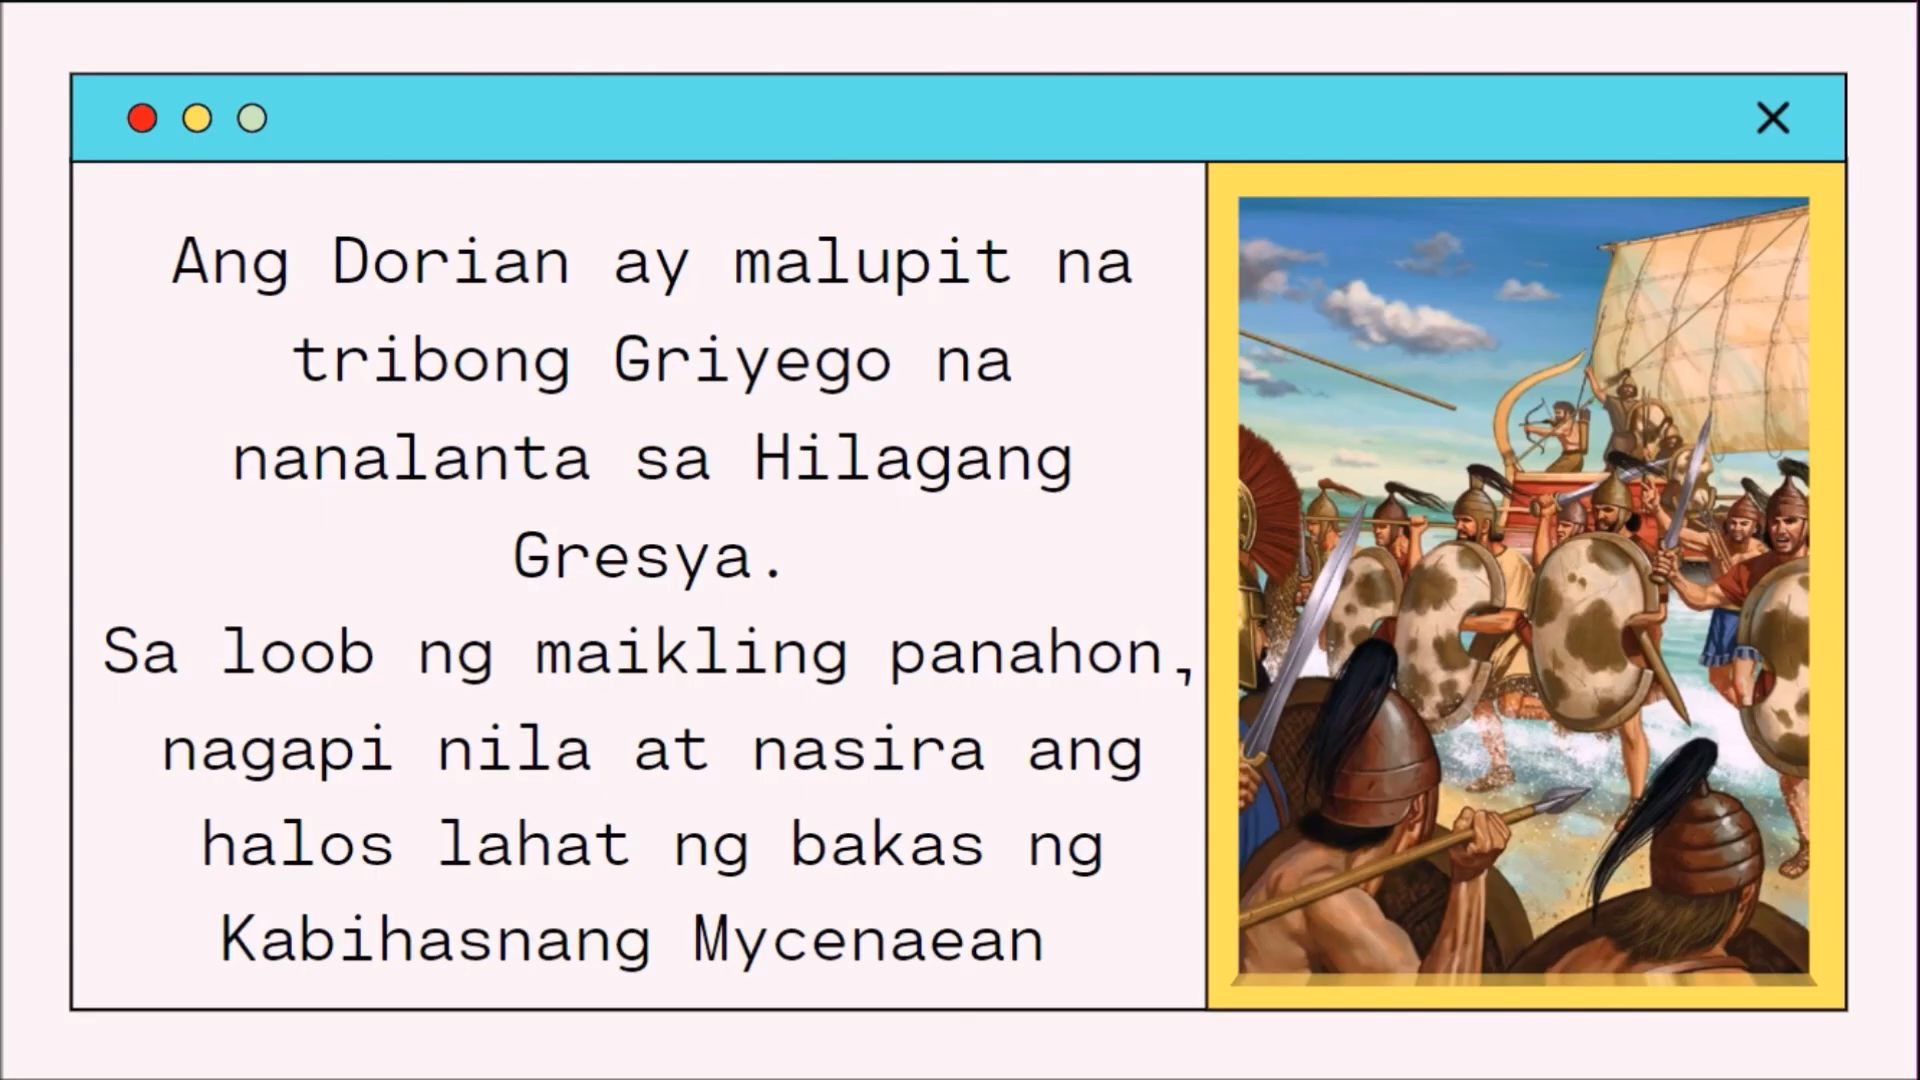 Ang Dorian ay malupit na
tribong Griyego na
nanalanta sa Hilagang
Gresya.
Sa loob ng maikling panahon,
nagapi nila at nasira ang
halos lahat ng bakas ng
Kabihasnang Mycenaean